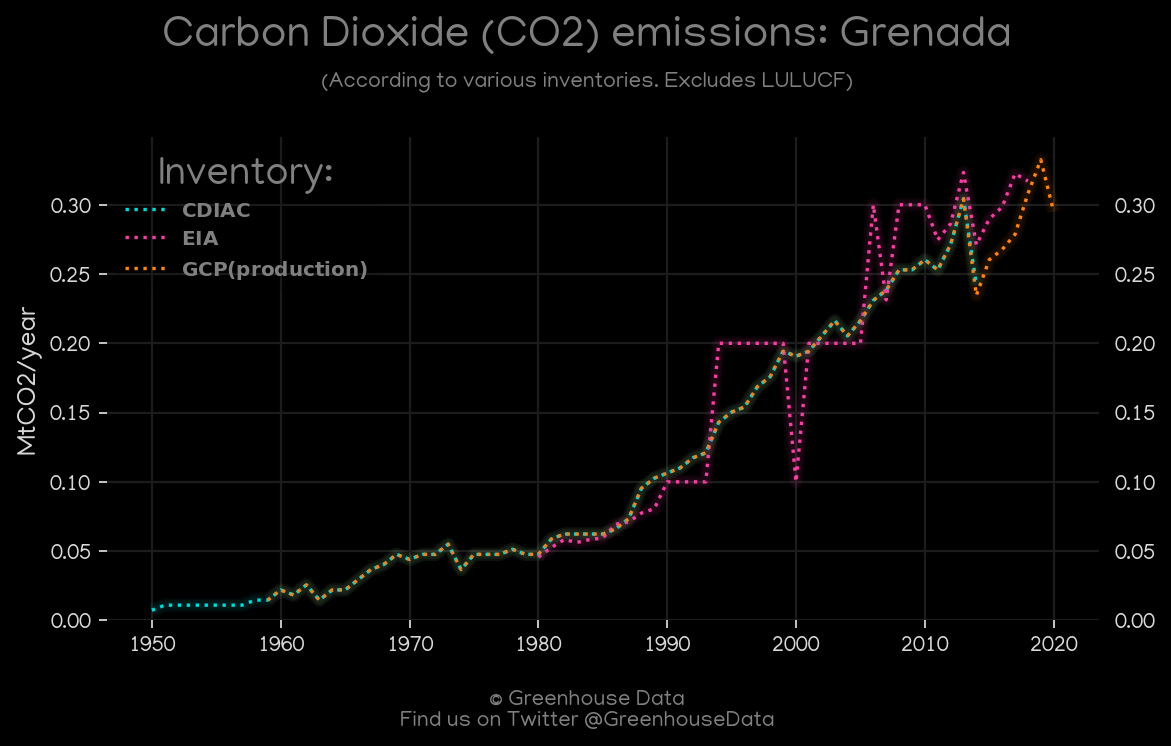 Carbon Dioxide (CO2) emissions: Grenada
(According to various inventories. Excludes LULUCF)
Inventory:
CDIAC
EIA
GCP(production)
MtCO2/year
0.30
0.25
0.20
0.15
0.10
0.05
0.00
0.30
0.25
0.20
0.15
0.10
0.05
0.00
1950 1960 1970 1980 1990 2000 2010 2020
© Greenhouse Data
Find us on Twitter @GreenhouseData